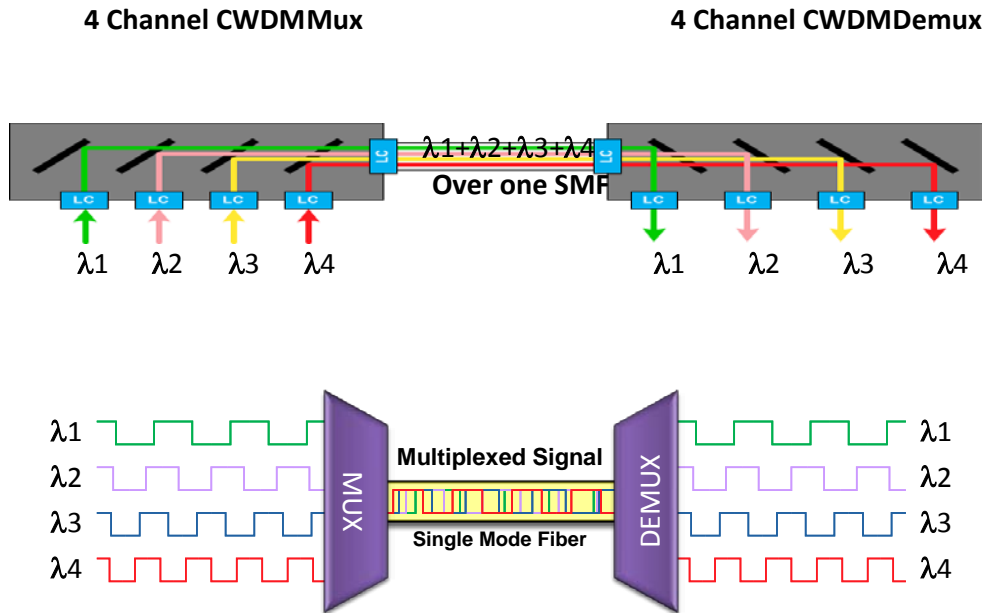 4 Channel CWDMMux
4 Channel CWDMDemux
LC
λ1+λ2+λ3+λ4
LC
Over one SMF
LC LC LC LC
LC LC LC LC
λ1 λ2 λ3 λ4
λ1 λ2 λ3 λ4
λ1
λ2
λ3
λ4
MUX
Multiplexed Signal
Single Mode Fiber
DEMUX
λ1
λ2
λ3
λ4